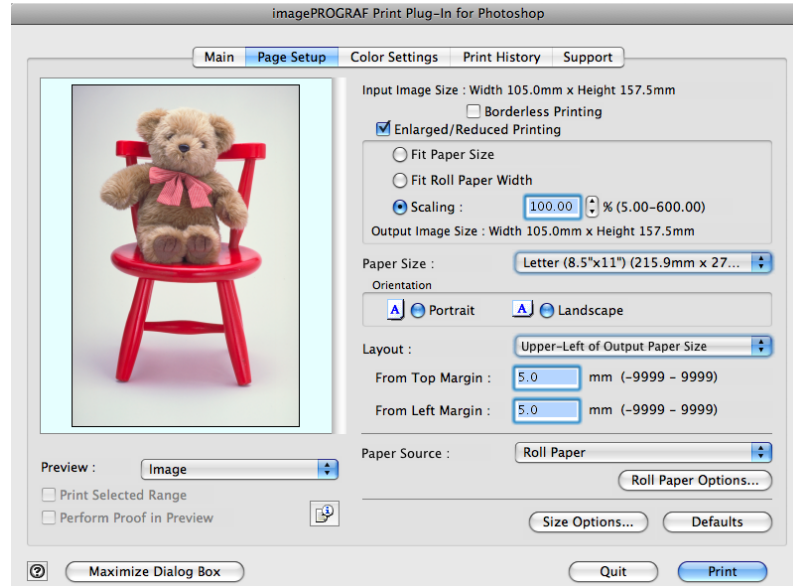 imagePROGRAF Print Plug-In for Photoshop
Main Page Setup Color Settings Print History Support
Input Image Size : Width 105.0mm x Height 157.5mm
Borderless Printing
Enlarged/Reduced Printing
Fit Paper Size
Fit Roll Paper Width
Scaling : 100.00 % (5.00-600.00)
Output Image Size : Width 105.0mm x Height 157.5mm
Paper Size : Letter (8.5"x11") (215.9mm x 27...
Orientation
A Portrait A Landscape
Layout : Upper-Left of Output Paper Size
From Top Margin : 5.0 mm (-9999 - 9999)
From Left Margin : 5.0 mm (-9999 - 9999)
Paper Source : Roll Paper
Roll Paper Options...
Preview : Image
Print Selected Range
Perform Proof in Preview
Size Options... Defaults
? Maximize Dialog Box Quit Print